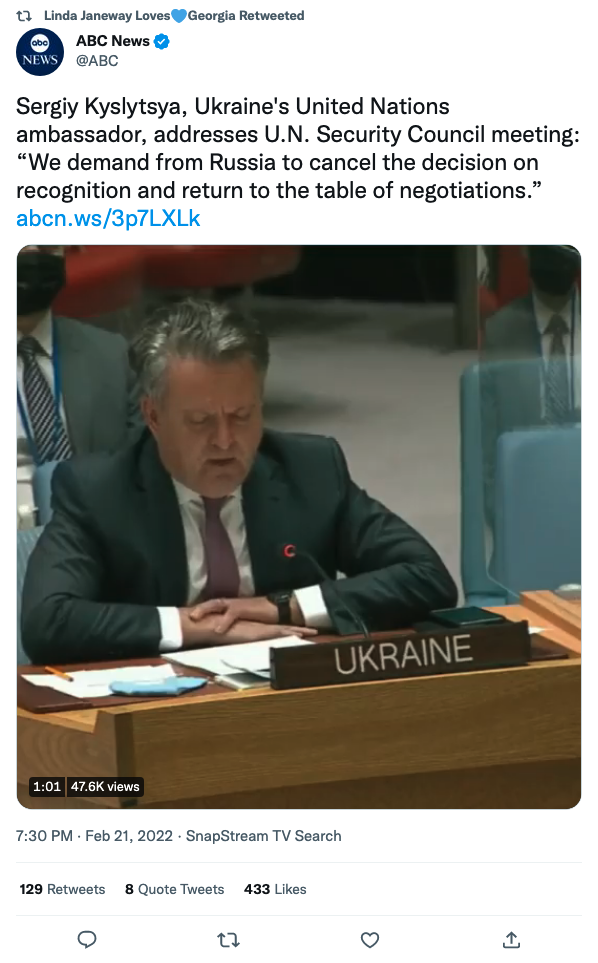 Linda Janeway Loves💙Georgia Retweeted
abc
NEWS
ABC News
@ABC
Sergiy Kyslytsya, Ukraine's United Nations
ambassador, addresses U.N. Security Council meeting:
“We demand from Russia to cancel the decision on
recognition and return to the table of negotiations.”
abcn.ws/3p7LXLk
UKRAINE
1:01 47.6K views
7:30 PM · Feb 21, 2022 · SnapStream TV Search
129 Retweets 8 Quote Tweets 433 Likes